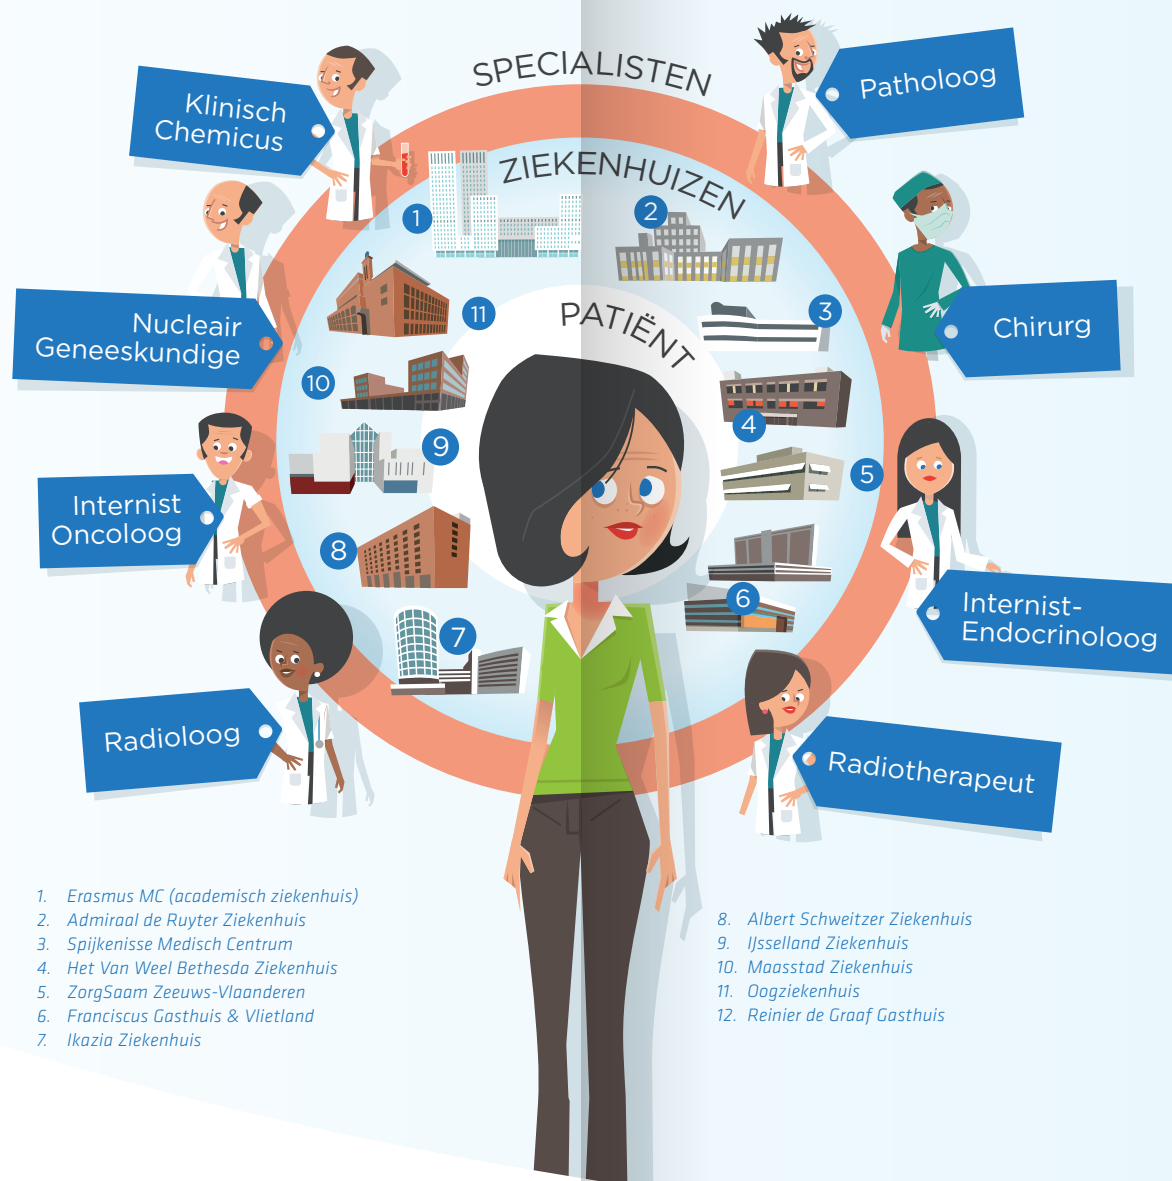 SPECIALISTEN
ZIEKENHUIZEN
PATIËNT
Klinisch
Chemicus
Patholoog
Nucleair
Geneeskundige
Chirurg
Internist
Oncoloog
Internist-
Endocrinoloog
Radioloog
Radiotherapeut
1
2
3
4
5
6
7
8
9
10
11
1. Erasmus MC (academisch ziekenhuis)
2. Admiraal de Ruyter Ziekenhuis
3. Spijkenisse Medisch Centrum
4. Het Van Weel Bethesda Ziekenhuis
5. ZorgSaam Zeeuws-Vlaanderen
6. Franciscus Gasthuis & Vlietland
7. Ikazia Ziekenhuis
8. Albert Schweitzer Ziekenhuis
9. IJsselland Ziekenhuis
10. Maasstad Ziekenhuis
11. Oogziekenhuis
12. Reinier de Graaf Gasthuis